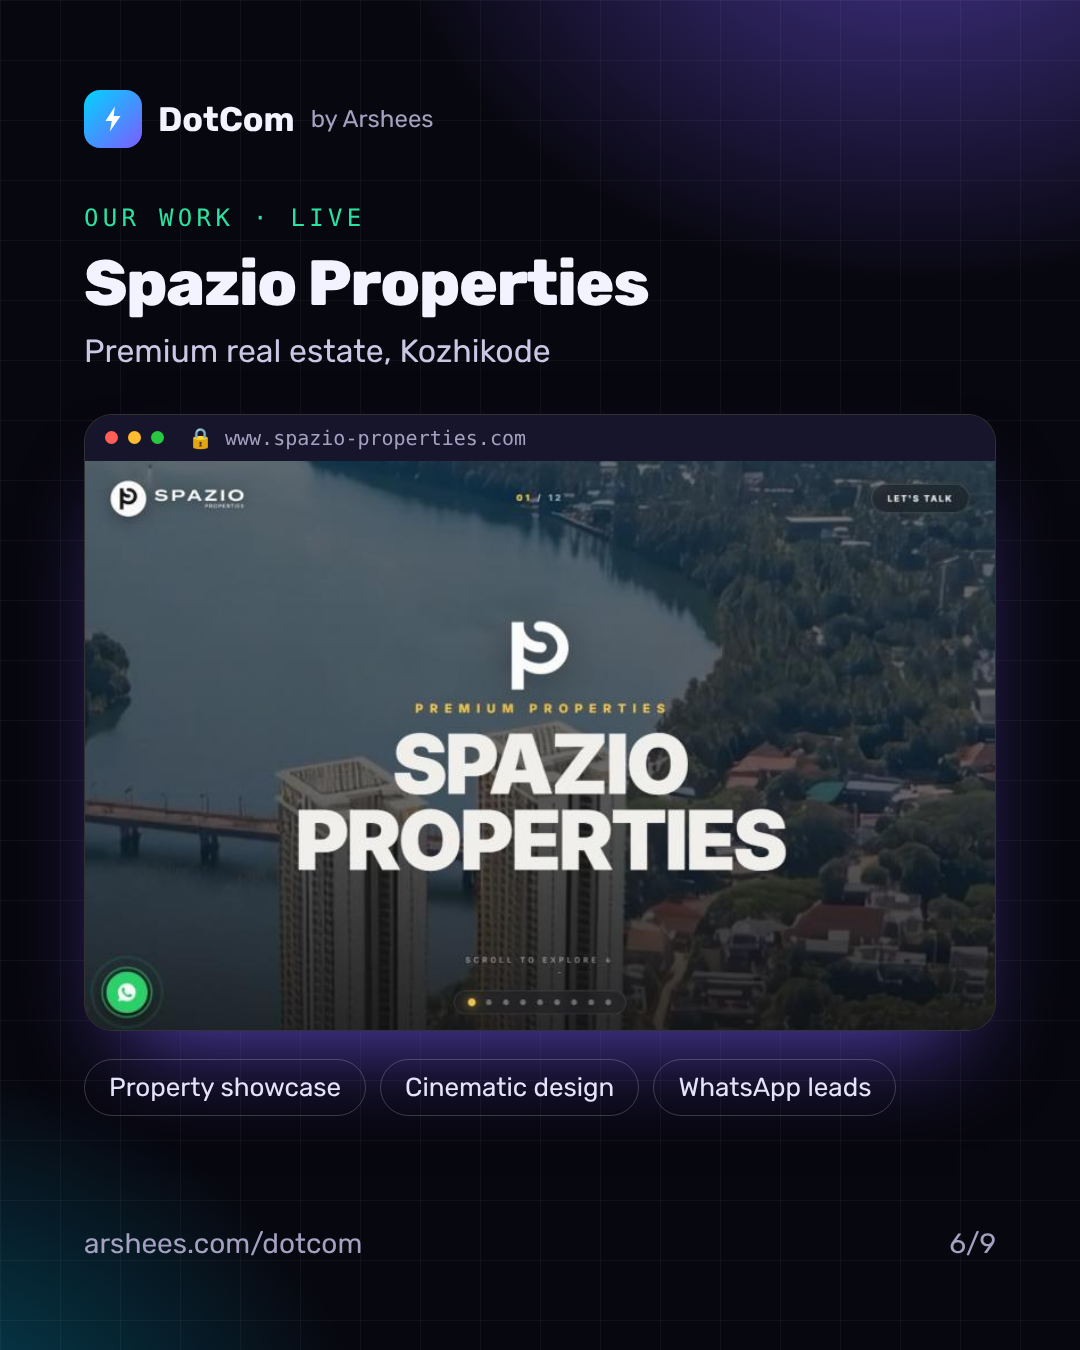 DotCom by Arshees
OUR WORK · LIVE
Spazio Properties
Premium real estate, Kozhikode
www.spazio-properties.com
SPAZIO
PROPERTIES
01 / 12
LET'S TALK
PREMIUM PROPERTIES
SPAZIO
PROPERTIES
SCROLL TO EXPLORE ↓
Property showcase
Cinematic design
WhatsApp leads
arshees.com/dotcom
6/9